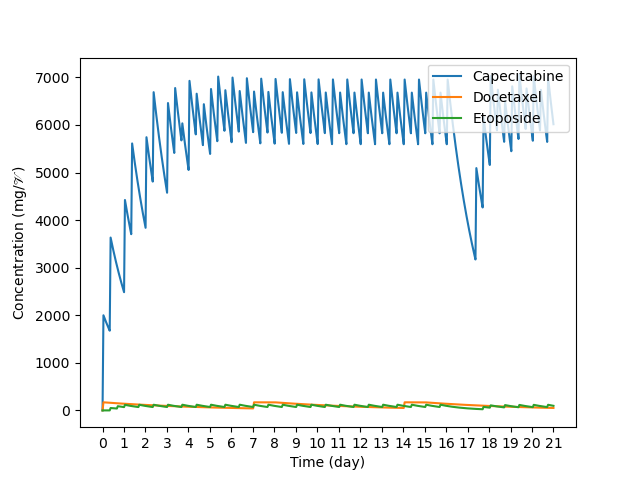 7000
6000
5000
4000
3000
2000
1000
0
Concentration (mg/𝒱)
Capecitabine
Docetaxel
Etoposide
0 1 2 3 4 5 6 7 8 9 10 11 12 13 14 15 16 17 18 19 20 21
Time (day)